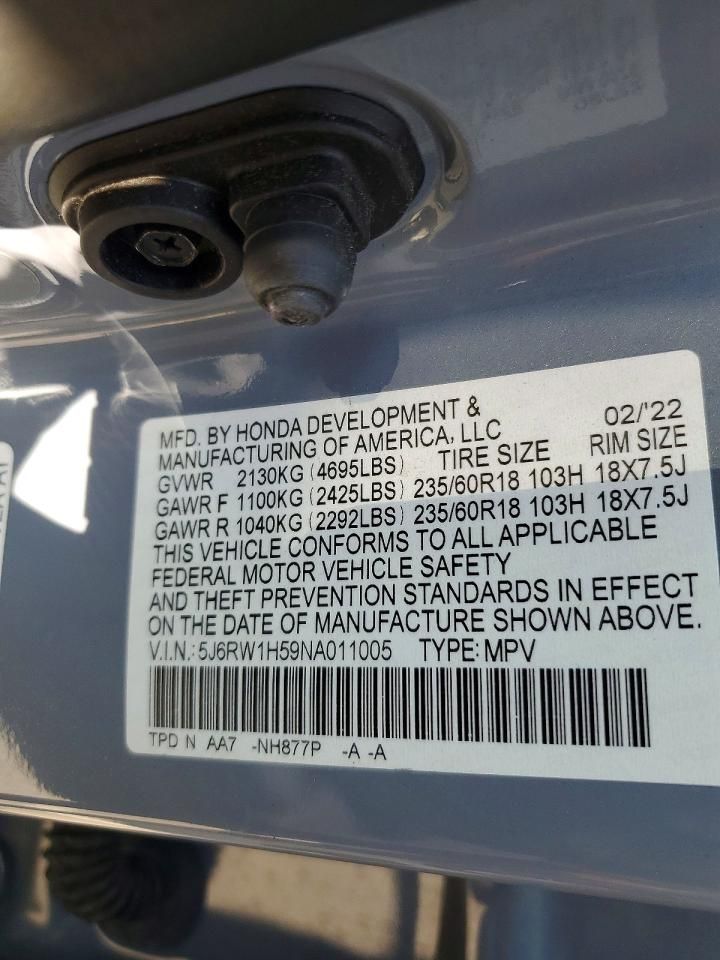 MFD. BY HONDA DEVELOPMENT & 02/'22
MANUFACTURING OF AMERICA, LLC
TIRE SIZE RIM SIZE
GVWR 2130KG (4695LBS)
GAWR F 1100KG (2425LBS) 235/60R18 103H 18X7.5J
GAWR R 1040KG (2292LBS) 235/60R18 103H 18X7.5J
THIS VEHICLE CONFORMS TO ALL APPLICABLE
FEDERAL MOTOR VEHICLE SAFETY
AND THEFT PREVENTION STANDARDS IN EFFECT
ON THE DATE OF MANUFACTURE SHOWN ABOVE.
V.I.N.: 5J6RW1H59NA011005 TYPE: MPV
TPD N AA7 -NH877P -A -A